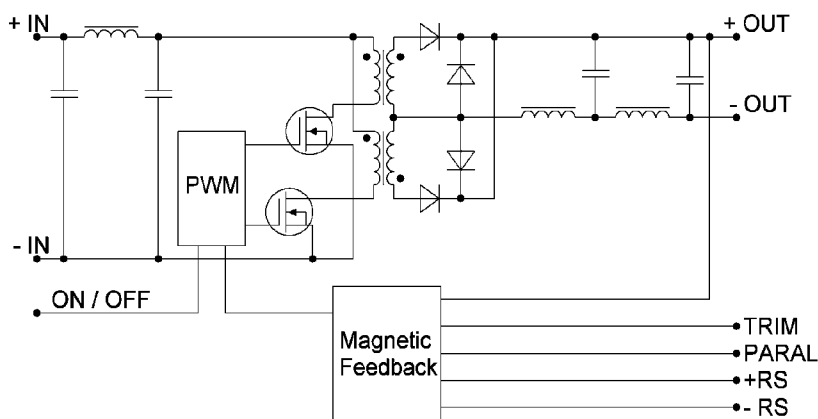 + IN
+ OUT
- OUT
PWM
- IN
ON / OFF
Magnetic
Feedback
TRIM
PARAL
+RS
- RS